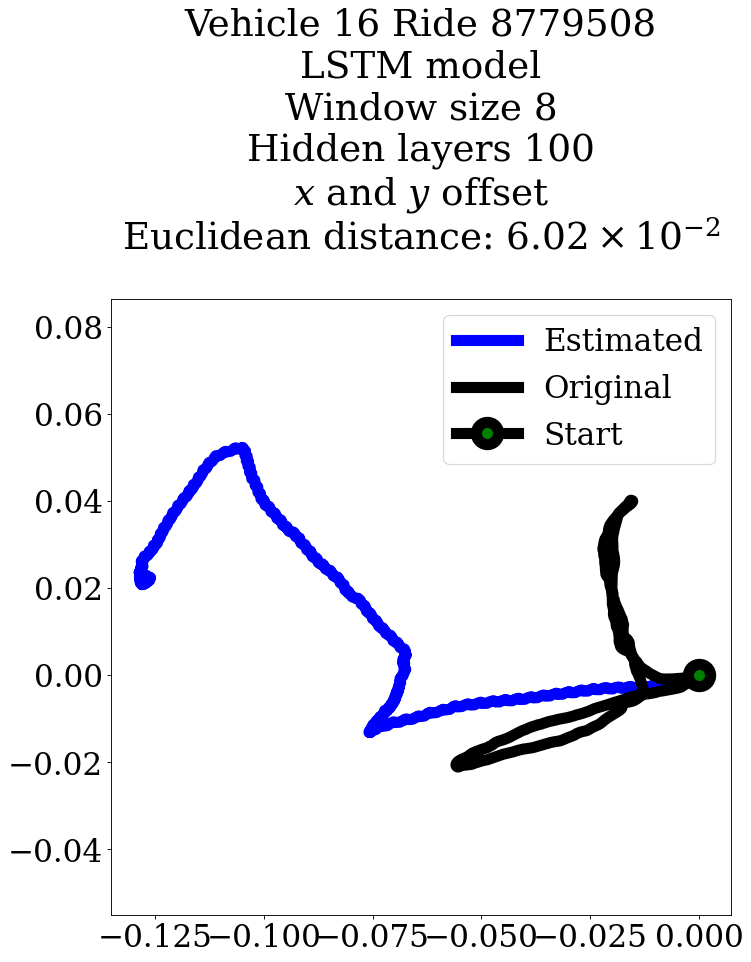 Vehicle 16 Ride 8779508
LSTM model
Window size 8
Hidden layers 100
x and y offset
Euclidean distance: 6.02 × 10⁻²
Estimated
Original
Start
0.08
0.06
0.04
0.02
0.00
−0.02
−0.04
−0.125 −0.100 −0.075 −0.050 −0.025 0.000